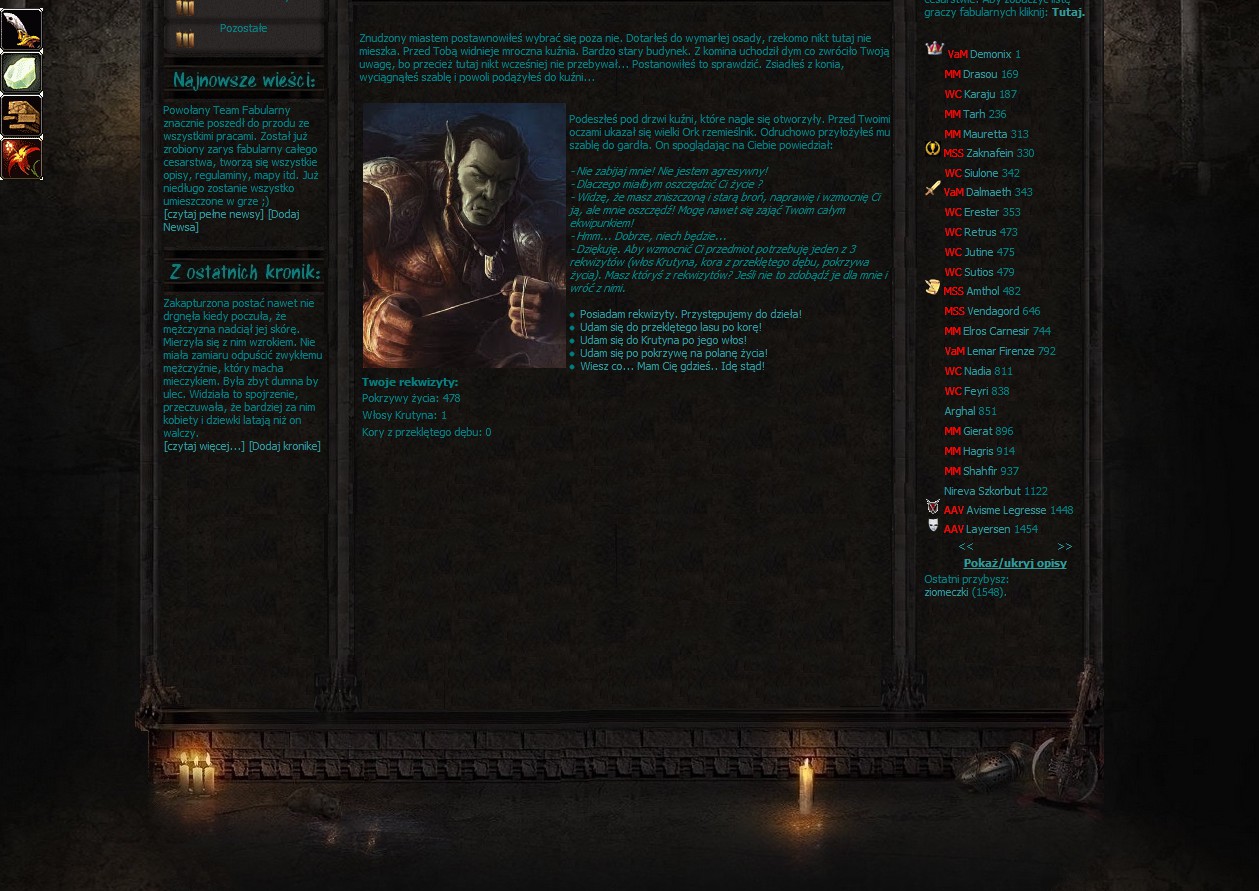 Pozostałe
Najnowsze wieści:
Powołany Team Fabularny
znacznie poszedł do przodu ze
wszystkimi pracami. Został już
zrobiony zarys fabularny całego
cesarstwa, tworzą się wszystkie
opisy, regulaminy, mapy itd. Już
niedługo zostanie wszystko
umieszczone w grze ;)
[czytaj pełne newsy] [Dodaj
Newsa]
Z ostatnich kronik:
Zakapturzona postać nawet nie
drgnęła kiedy poczuła, że
mężczyzna nadciął jej skórę.
Mierzyła się z nim wzrokiem. Nie
miała zamiaru odpuścić zwykłemu
mężczyźnie, który macha
mieczykiem. Była zbyt dumna by
ulec. Widziała to spojrzenie,
przeczuwała, że bardziej za nim
kobiety i dziewki latają niż on
walczy.
[czytaj więcej...] [Dodaj kronike]
Znudzony miastem postawnowiłeś wybrać się poza nie. Dotarłeś do wymarłej osady, rzekomo nikt tutaj nie
mieszka. Przed Tobą widnieje mroczna kuźnia. Bardzo stary budynek. Z komina uchodził dym co zwróciło Twoją
uwagę, bo przecież tutaj nikt wcześniej nie przebywał... Postanowiłeś to sprawdzić. Zsiadłeś z konia,
wyciągnąłeś szablę i powoli podążyłeś do kuźni...
Podeszłeś pod drzwi kuźni, które nagle się otworzyły. Przed Twoimi
oczami ukazał się wielki Ork rzemieślnik. Odruchowo przyłożyłeś mu
szablę do gardła. On spoglądając na Ciebie powiedział:
- Nie zabijaj mnie! Nie jestem agresywny!
- Dlaczego miałbym oszczędzić Ci życie ?
- Widzę, że masz zniszczoną i starą broń, naprawię i wzmocnię Ci
ją, ale mnie oszczędź! Mogę nawet się zająć Twoim całym
ekwipunkiem!
- Hmm... Dobrze, niech będzie...
- Dziękuję. Aby wzmocnić Ci przedmiot potrzebuję jeden z 3
rekwizytów (włos Krutyna, kora z przeklętego dębu, pokrzywa
życia). Masz któryś z rekwizytów? Jeśli nie to zdobądź je dla mnie i
wróć z nimi.
Posiadam rekwizyty. Przystępujemy do dzieła!
Udam się do przeklętego lasu po korę!
Udam się do Krutyna po jego włos!
Udam się po pokrzywę na polanę życia!
Wiesz co... Mam Cię gdzieś.. Idę stąd!
Twoje rekwizyty:
Pokrzywy życia: 478
Włosy Krutyna: 1
Kory z przeklętego dębu: 0
graczy fabularnych kliknij: Tutaj.
VaM Demonix 1
MM Drasou 169
WC Karaju 187
MM Tarh 236
MM Mauretta 313
MSS Zaknafein 330
WC Siulone 342
VaM Dalmaeth 343
WC Erester 353
WC Retrus 473
WC Jutine 475
WC Sutios 479
MSS Amthol 482
MSS Vendagord 646
MM Elros Carnesir 744
VaM Lemar Firenze 792
WC Nadia 811
WC Feyri 838
Arghal 851
MM Gierat 896
MM Hagris 914
MM Shahfir 937
Nireva Szkorbut 1122
AAV Avisme Legresse 1448
AAV Layersen 1454
<< >>
Pokaż/ukryj opisy
Ostatni przybysz:
ziomeczki (1548).